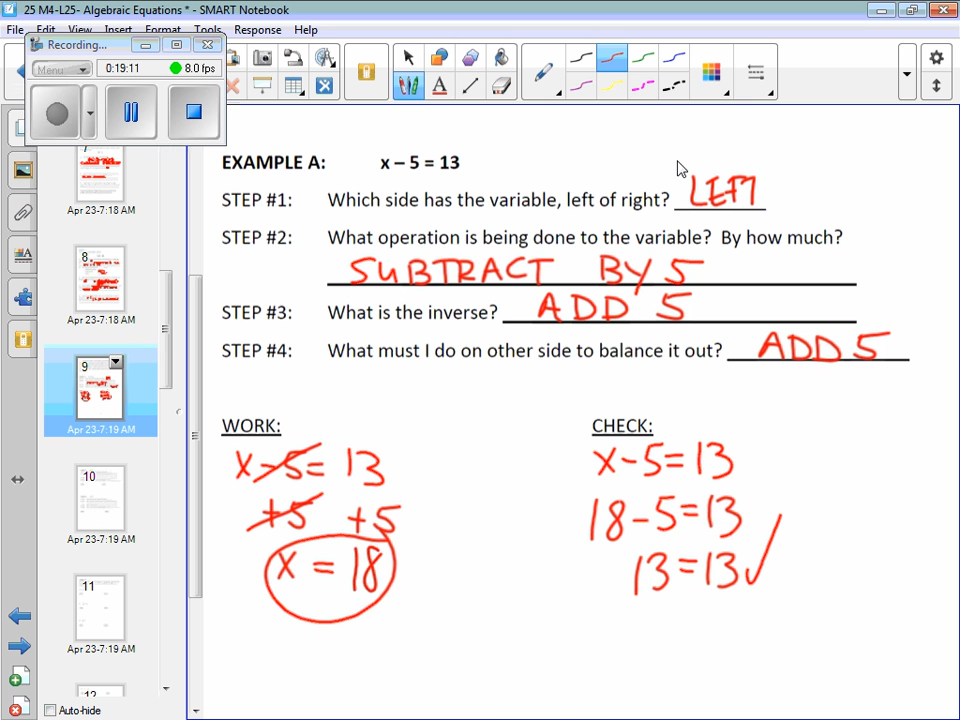 25 M4-L25- Algebraic Equations * - SMART Notebook
File Edit View Insert Format Tools Response Help
Recording...
Menu 0:19:11 8.0 fps
7
Apr 23-7:18 AM
8
Apr 23-7:18 AM
9
Apr 23-7:19 AM
10
Apr 23-7:19 AM
11
Apr 23-7:19 AM
12
Auto-hide
EXAMPLE A: x – 5 = 13
STEP #1: Which side has the variable, left of right? LEFT
STEP #2: What operation is being done to the variable? By how much?
SUBTRACT BY 5
STEP #3: What is the inverse? ADD 5
STEP #4: What must I do on other side to balance it out? ADD 5
WORK:
x - 5 = 13
+5 +5
x = 18
CHECK:
x - 5 = 13
18 - 5 = 13
13 = 13 ✓